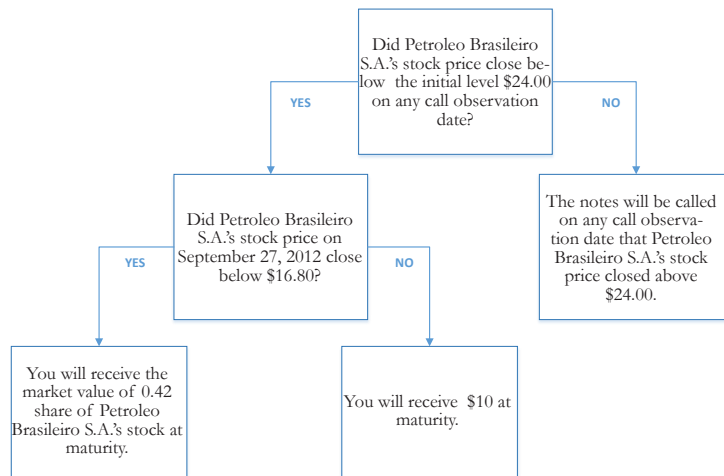 Did Petroleo Brasileiro
S.A.'s stock price close be-
low the initial level $24.00
on any call observation
date?
YES
NO
Did Petroleo Brasileiro
S.A.'s stock price on
September 27, 2012 close
below $16.80?
The notes will be called
on any call observa-
tion date that Petroleo
Brasileiro S.A.'s stock
price closed above
$24.00.
YES
NO
You will receive the
market value of 0.42
share of Petroleo
Brasileiro S.A.'s stock at
maturity.
You will receive $10 at
maturity.